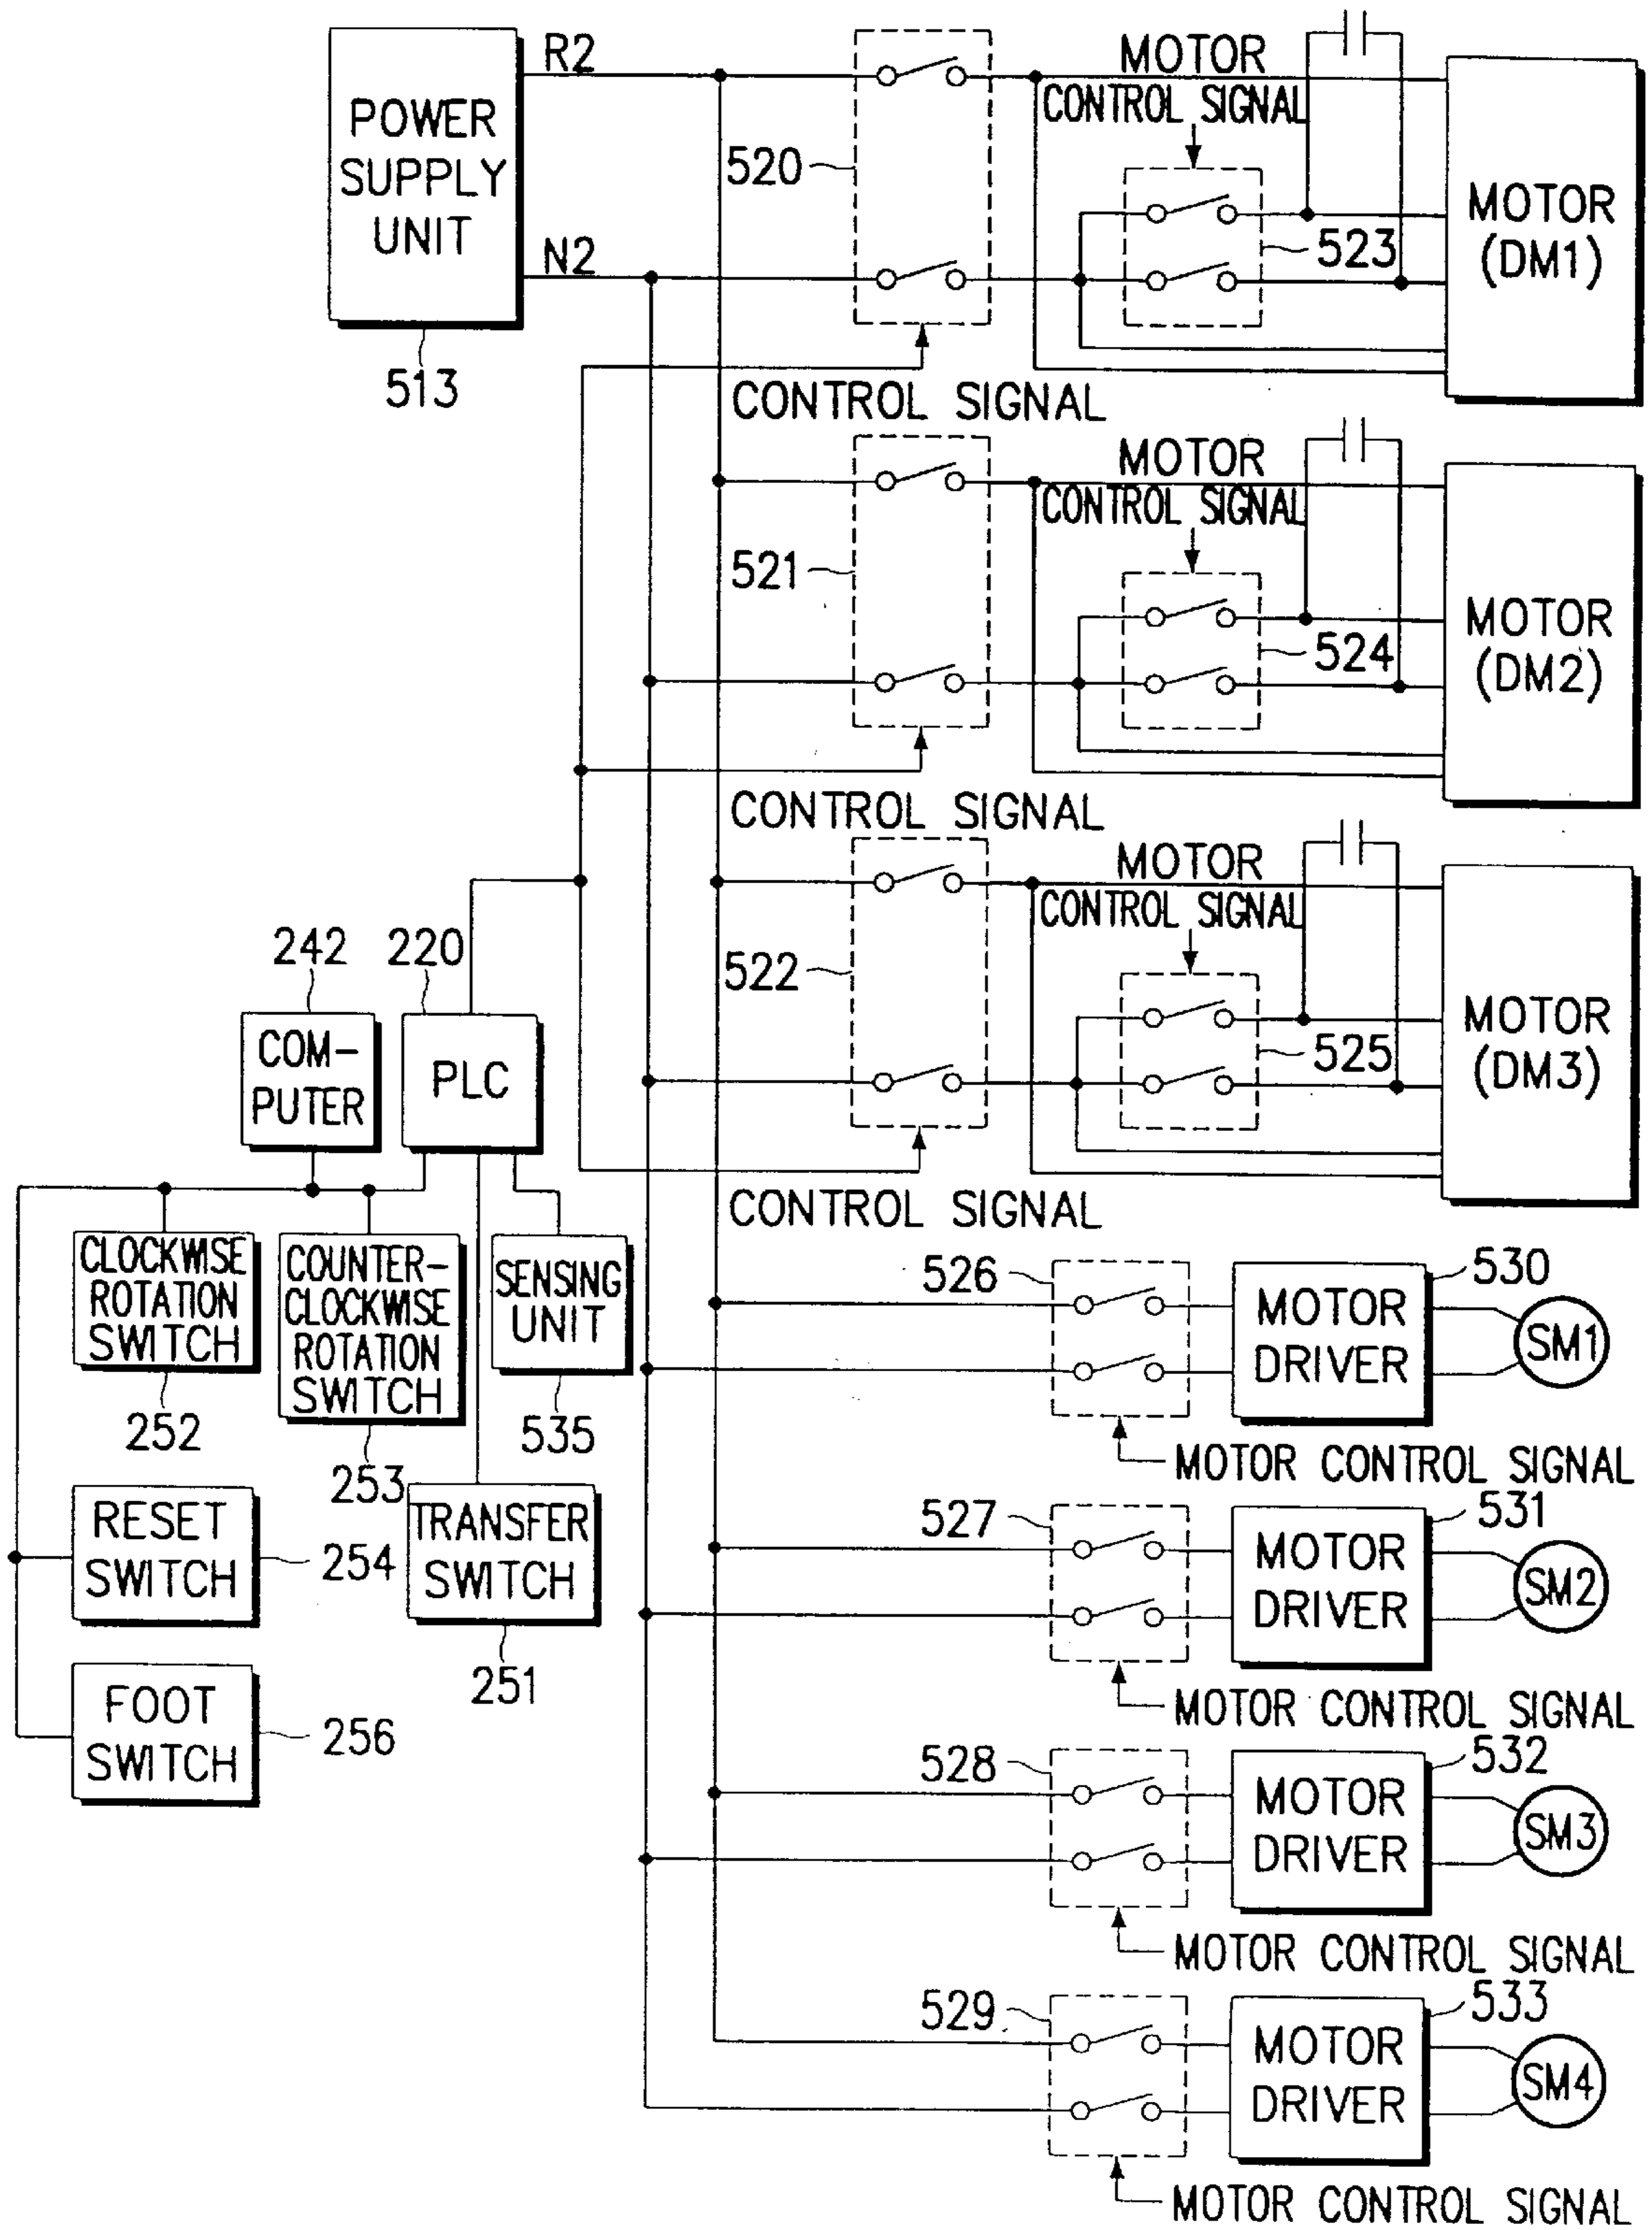 R2
POWER
SUPPLY
UNIT
N2
513
520
MOTOR
CONTROL SIGNAL
523
MOTOR
(DM1)
CONTROL SIGNAL
521
MOTOR
CONTROL SIGNAL
524
MOTOR
(DM2)
CONTROL SIGNAL
522
MOTOR
CONTROL SIGNAL
525
MOTOR
(DM3)
CONTROL SIGNAL
242
220
COM-
PUTER
PLC
CLOCKWISE
ROTATION
SWITCH
252
COUNTER-
CLOCKWISE
ROTATION
SWITCH
253
SENSING
UNIT
535
RESET
SWITCH
254
TRANSFER
SWITCH
251
FOOT
SWITCH
256
526
MOTOR
DRIVER
530
SM1
MOTOR CONTROL SIGNAL
527
MOTOR
DRIVER
531
SM2
MOTOR CONTROL SIGNAL
528
MOTOR
DRIVER
532
SM3
MOTOR CONTROL SIGNAL
529
MOTOR
DRIVER
533
SM4
MOTOR CONTROL SIGNAL